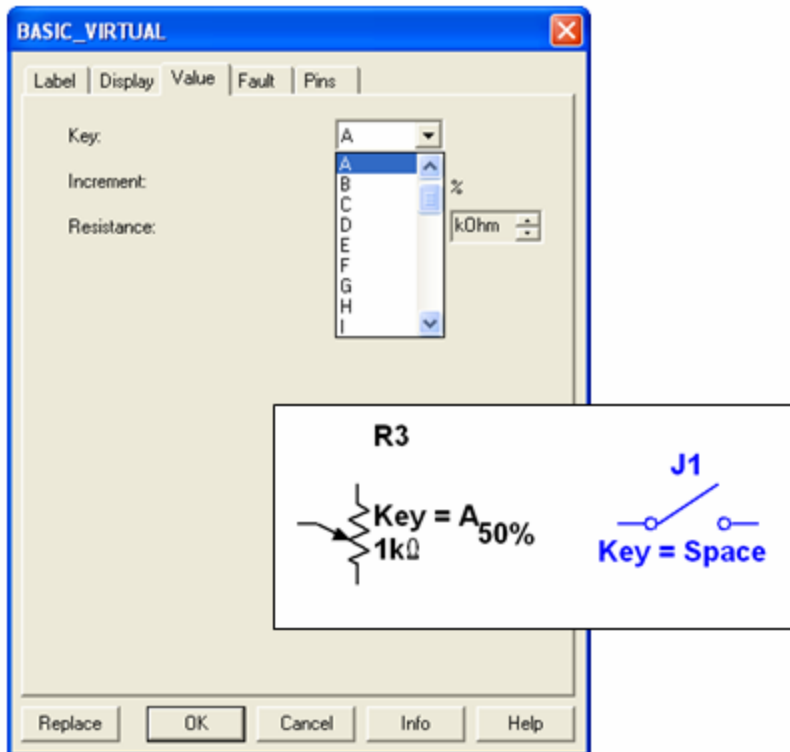 BASIC_VIRTUAL
Label Display Value Fault Pins
Key: A
A
Increment:
B %
C
Resistance: D kOhm
E
F
G
H
I
R3
J1
Key = A 50%
1kΩ
Key = Space
Replace OK Cancel Info Help